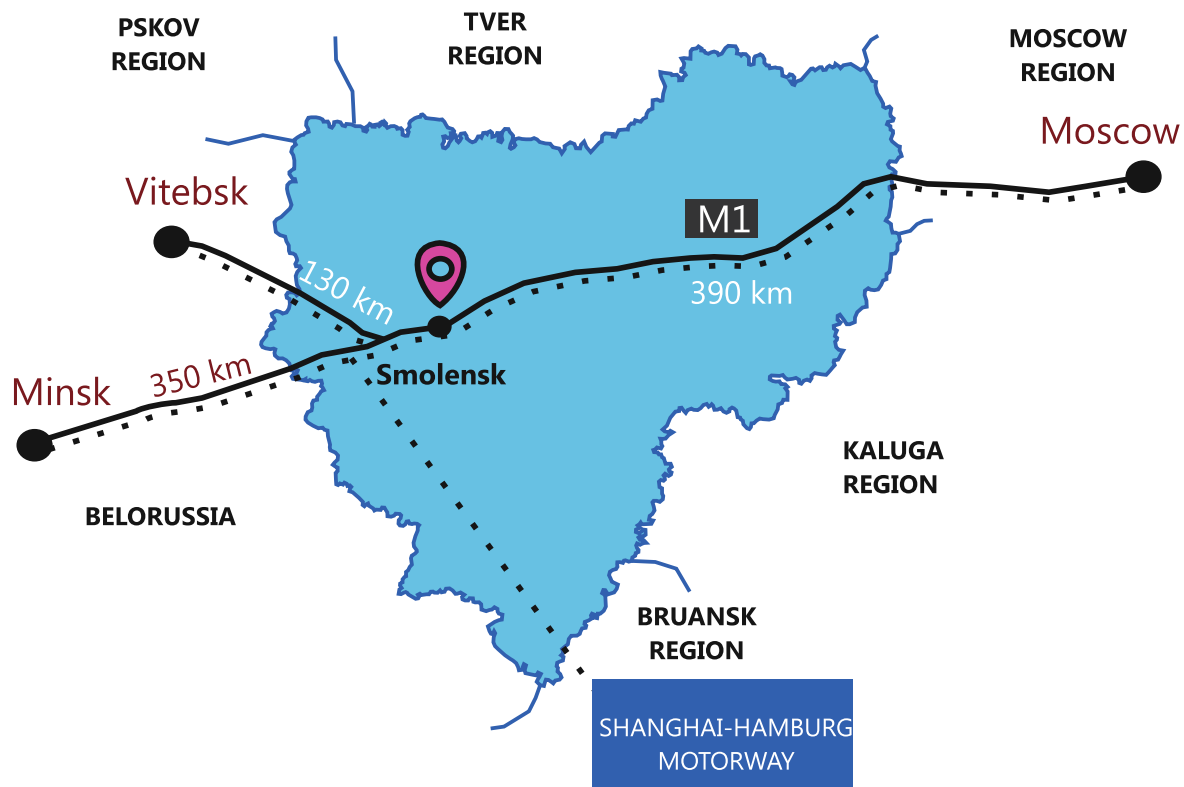 PSKOV
REGION
TVER
REGION
MOSCOW
REGION
Moscow
Vitebsk
M1
130 km
390 km
350 km
Smolensk
Minsk
KALUGA
REGION
BELORUSSIA
BRUANSK
REGION
SHANGHAI-HAMBURG
MOTORWAY